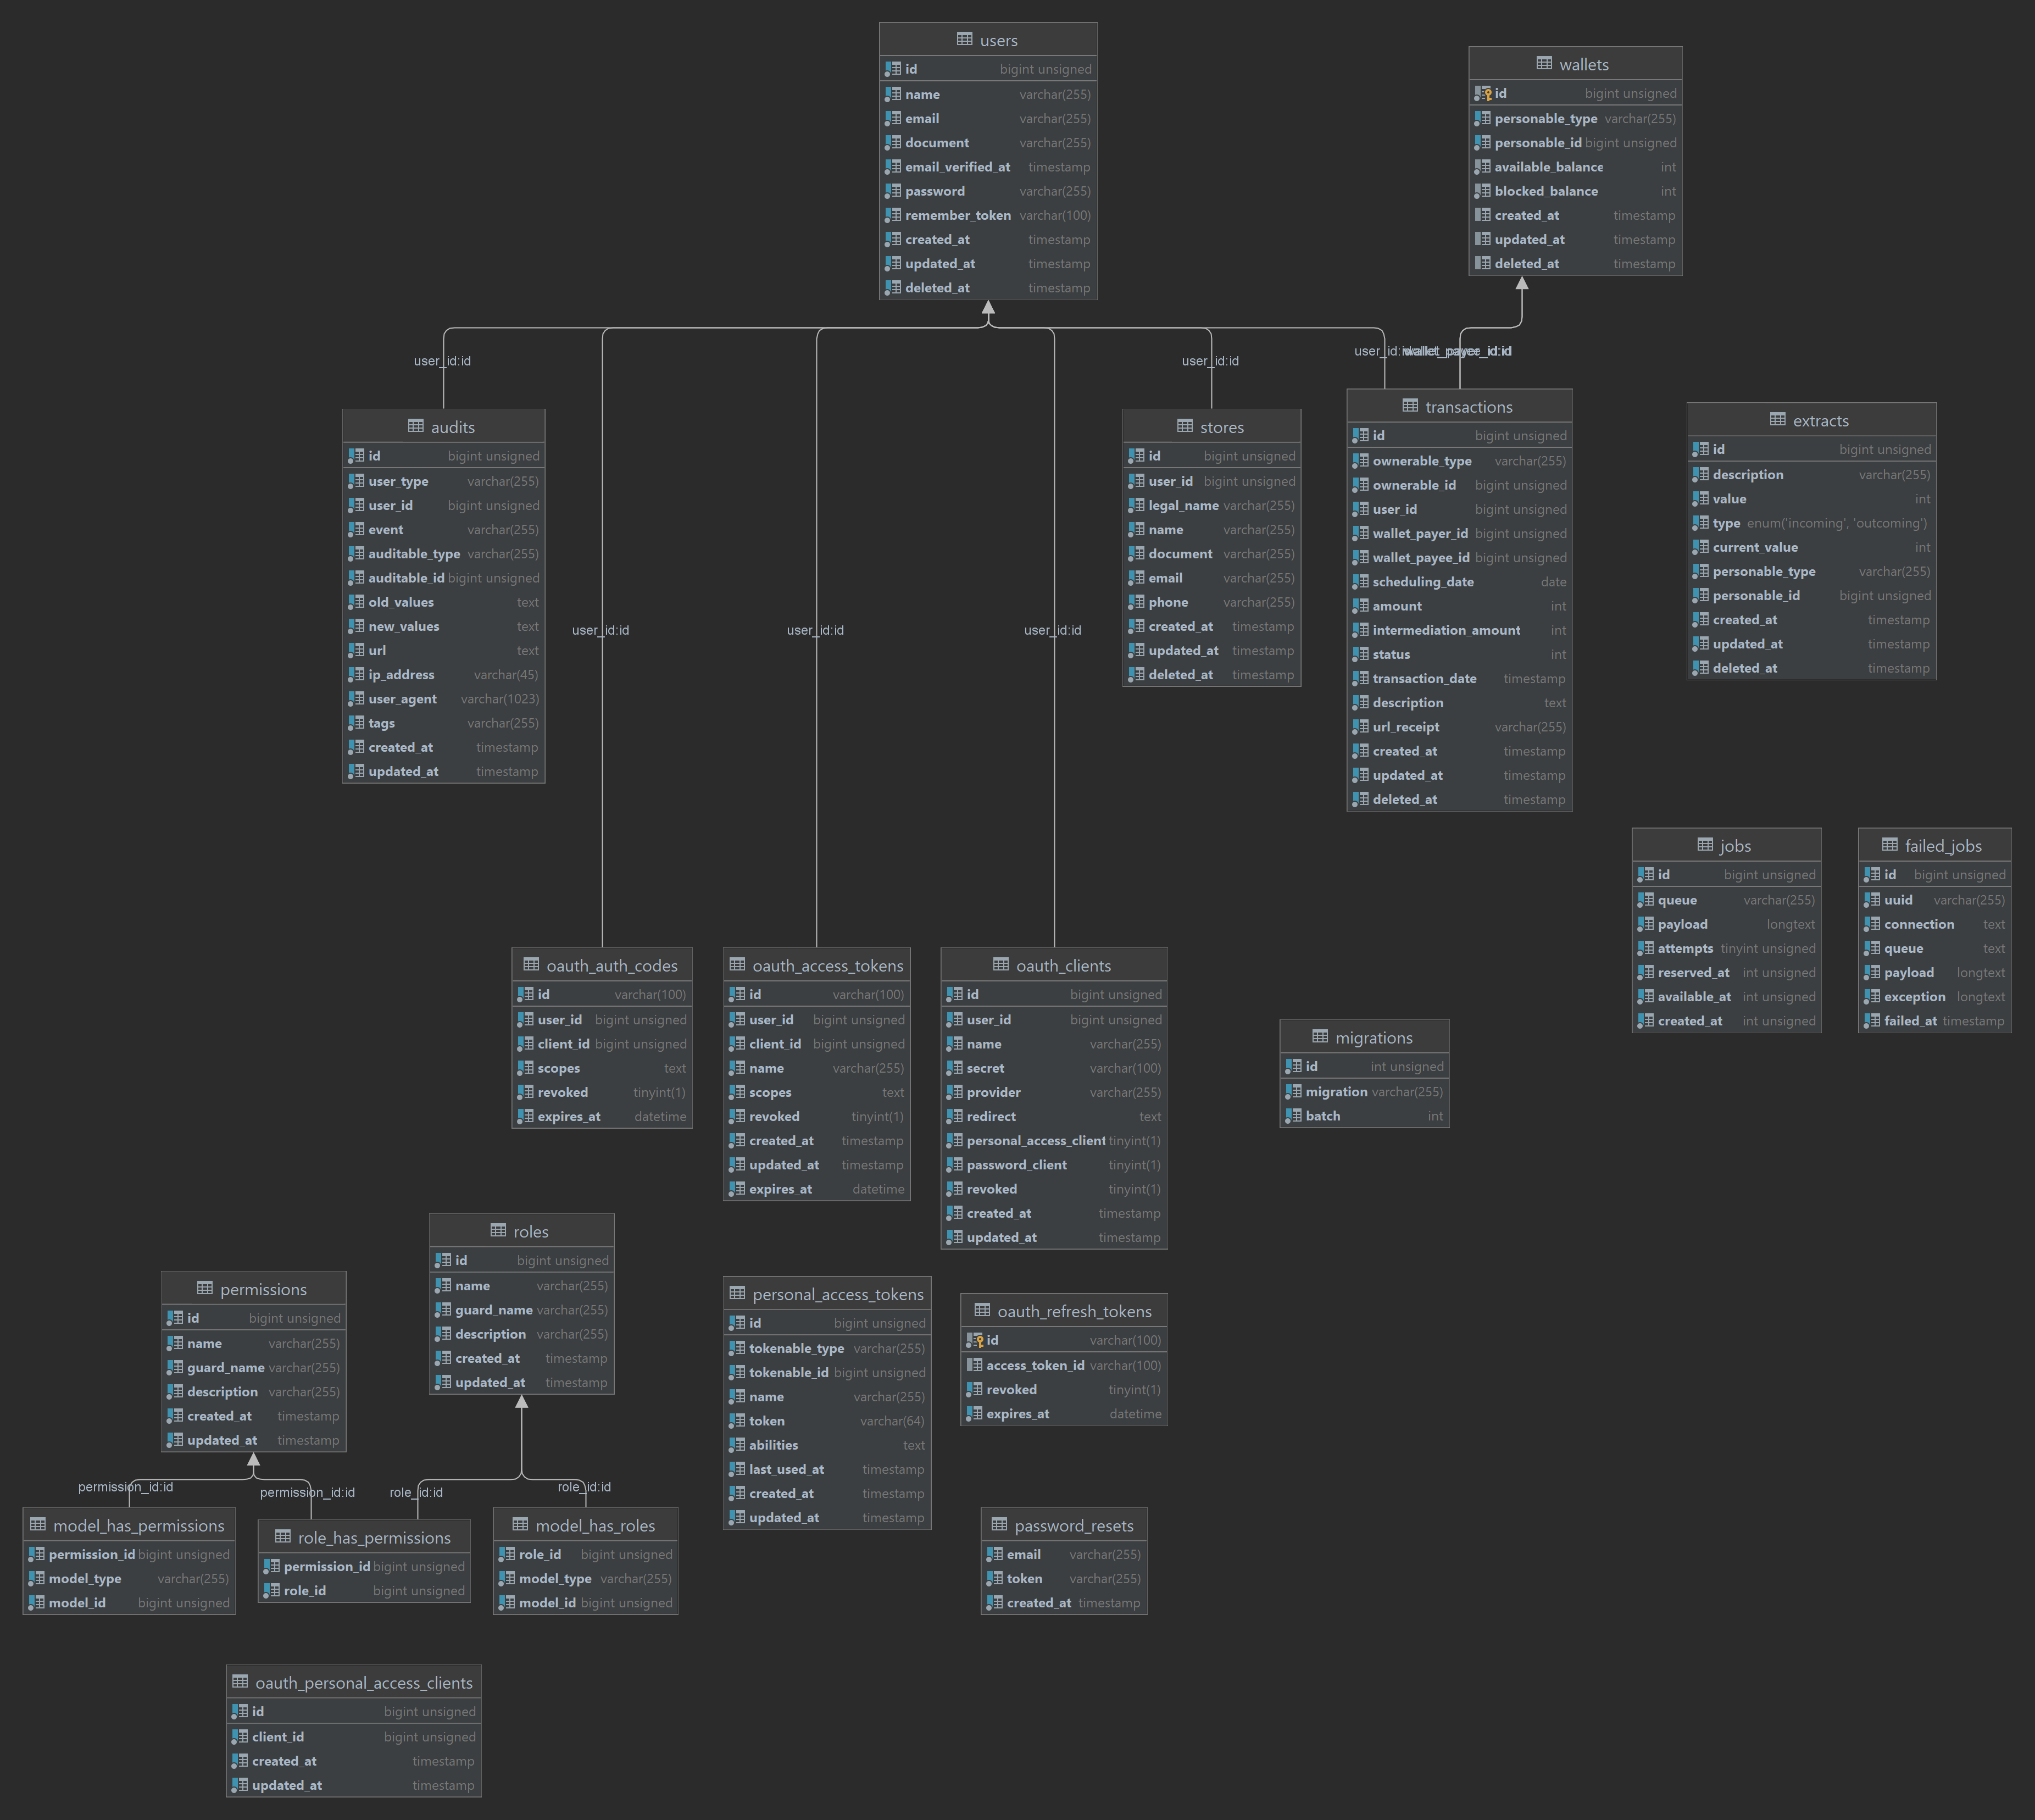 users
id bigint unsigned
name varchar(255)
email varchar(255)
document varchar(255)
email_verified_at timestamp
password varchar(255)
remember_token varchar(100)
created_at timestamp
updated_at timestamp
deleted_at timestamp
wallets
id bigint unsigned
personable_type varchar(255)
personable_id bigint unsigned
available_balance int
blocked_balance int
created_at timestamp
updated_at timestamp
deleted_at timestamp
user_id:id
user_id:id
user_id:id
wallet_payer_id:id
audits
id bigint unsigned
user_type varchar(255)
user_id bigint unsigned
event varchar(255)
auditable_type varchar(255)
auditable_id bigint unsigned
old_values text
new_values text
url text
ip_address varchar(45)
user_agent varchar(1023)
tags varchar(255)
created_at timestamp
updated_at timestamp
user_id:id
user_id:id
user_id:id
stores
id bigint unsigned
user_id bigint unsigned
legal_name varchar(255)
name varchar(255)
document varchar(255)
email varchar(255)
phone varchar(255)
created_at timestamp
updated_at timestamp
deleted_at timestamp
transactions
id bigint unsigned
ownerable_type varchar(255)
ownerable_id bigint unsigned
user_id bigint unsigned
wallet_payer_id bigint unsigned
wallet_payee_id bigint unsigned
scheduling_date date
amount int
intermediation_amount int
status int
transaction_date timestamp
description text
url_receipt varchar(255)
created_at timestamp
updated_at timestamp
deleted_at timestamp
extracts
id bigint unsigned
description varchar(255)
value int
type enum('incoming', 'outcoming')
current_value int
personable_type varchar(255)
personable_id bigint unsigned
created_at timestamp
updated_at timestamp
deleted_at timestamp
jobs
id bigint unsigned
queue varchar(255)
payload longtext
attempts tinyint unsigned
reserved_at int unsigned
available_at int unsigned
created_at int unsigned
failed_jobs
id bigint unsigned
uuid varchar(255)
connection text
queue text
payload longtext
exception longtext
failed_at timestamp
oauth_auth_codes
id varchar(100)
user_id bigint unsigned
client_id bigint unsigned
scopes text
revoked tinyint(1)
expires_at datetime
oauth_access_tokens
id varchar(100)
user_id bigint unsigned
client_id bigint unsigned
name varchar(255)
scopes text
revoked tinyint(1)
created_at timestamp
updated_at timestamp
expires_at datetime
oauth_clients
id bigint unsigned
user_id bigint unsigned
name varchar(255)
secret varchar(100)
provider varchar(255)
redirect text
personal_access_client tinyint(1)
password_client tinyint(1)
revoked tinyint(1)
created_at timestamp
updated_at timestamp
migrations
id int unsigned
migration varchar(255)
batch int
permissions
id bigint unsigned
name varchar(255)
guard_name varchar(255)
description varchar(255)
created_at timestamp
updated_at timestamp
roles
id bigint unsigned
name varchar(255)
guard_name varchar(255)
description varchar(255)
created_at timestamp
updated_at timestamp
personal_access_tokens
id bigint unsigned
tokenable_type varchar(255)
tokenable_id bigint unsigned
name varchar(255)
token varchar(64)
abilities text
last_used_at timestamp
created_at timestamp
updated_at timestamp
oauth_refresh_tokens
id varchar(100)
access_token_id varchar(100)
revoked tinyint(1)
expires_at datetime
permission_id:id
permission_id:id
role_id:id
role_id:id
model_has_permissions
permission_id bigint unsigned
model_type varchar(255)
model_id bigint unsigned
role_has_permissions
permission_id bigint unsigned
role_id bigint unsigned
model_has_roles
role_id bigint unsigned
model_type varchar(255)
model_id bigint unsigned
password_resets
email varchar(255)
token varchar(255)
created_at timestamp
oauth_personal_access_clients
id bigint unsigned
client_id bigint unsigned
created_at timestamp
updated_at timestamp